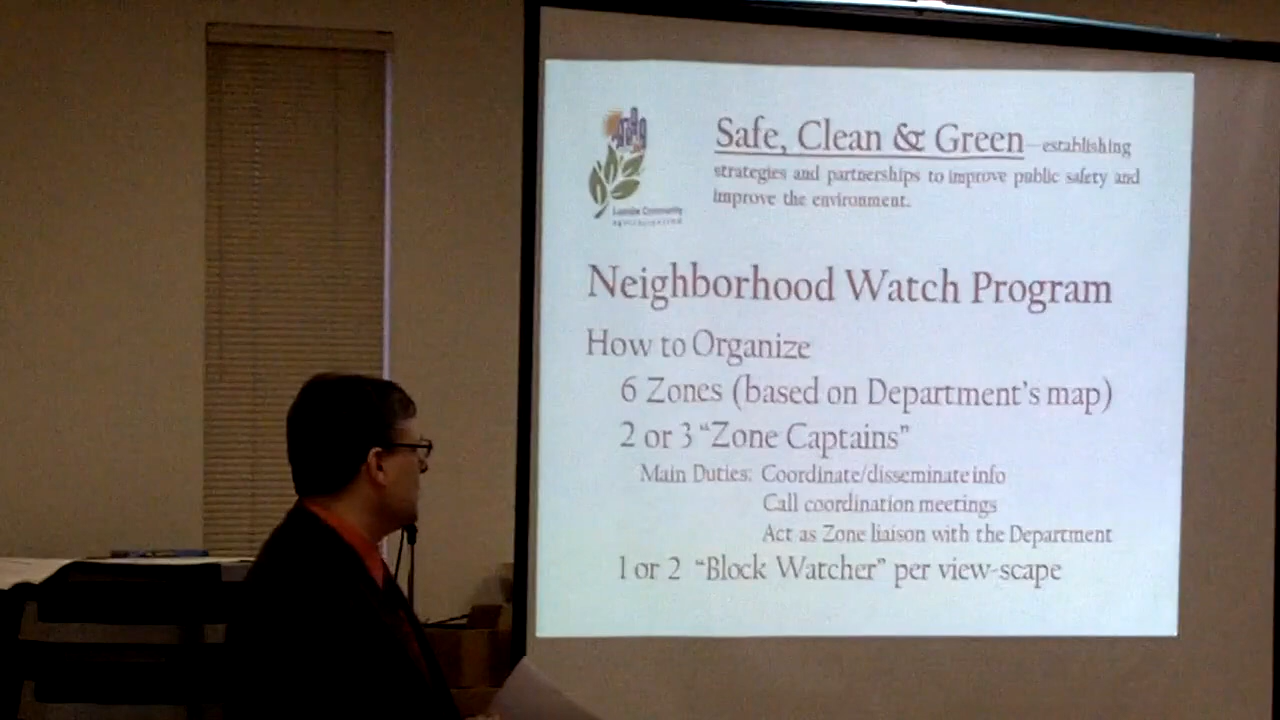 Safe, Clean & Green—establishing
strategies and partnerships to improve public safety and
improve the environment.
Community
Neighborhood Watch Program
How to Organize
6 Zones (based on Department's map)
2 or 3 “Zone Captains”
Main Duties: Coordinate/disseminate info
Call coordination meetings
Act as Zone liaison with the Department
1 or 2 “Block Watcher” per view-scape